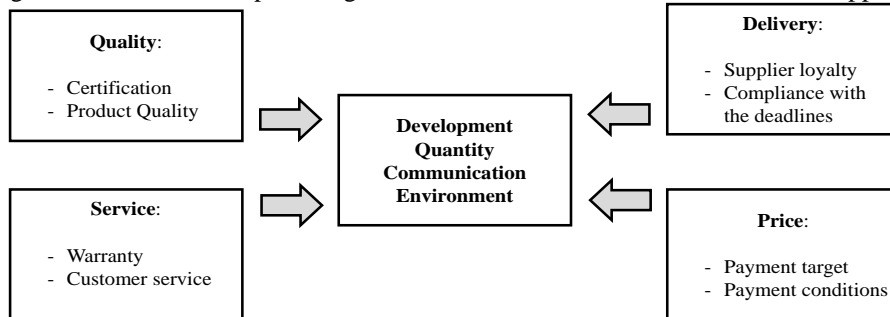 Quality:
- Certification
- Product Quality
Service:
- Warranty
- Customer service
Development
Quantity
Communication
Environment
Delivery:
- Supplier loyalty
- Compliance with
the deadlines
Price:
- Payment target
- Payment conditions